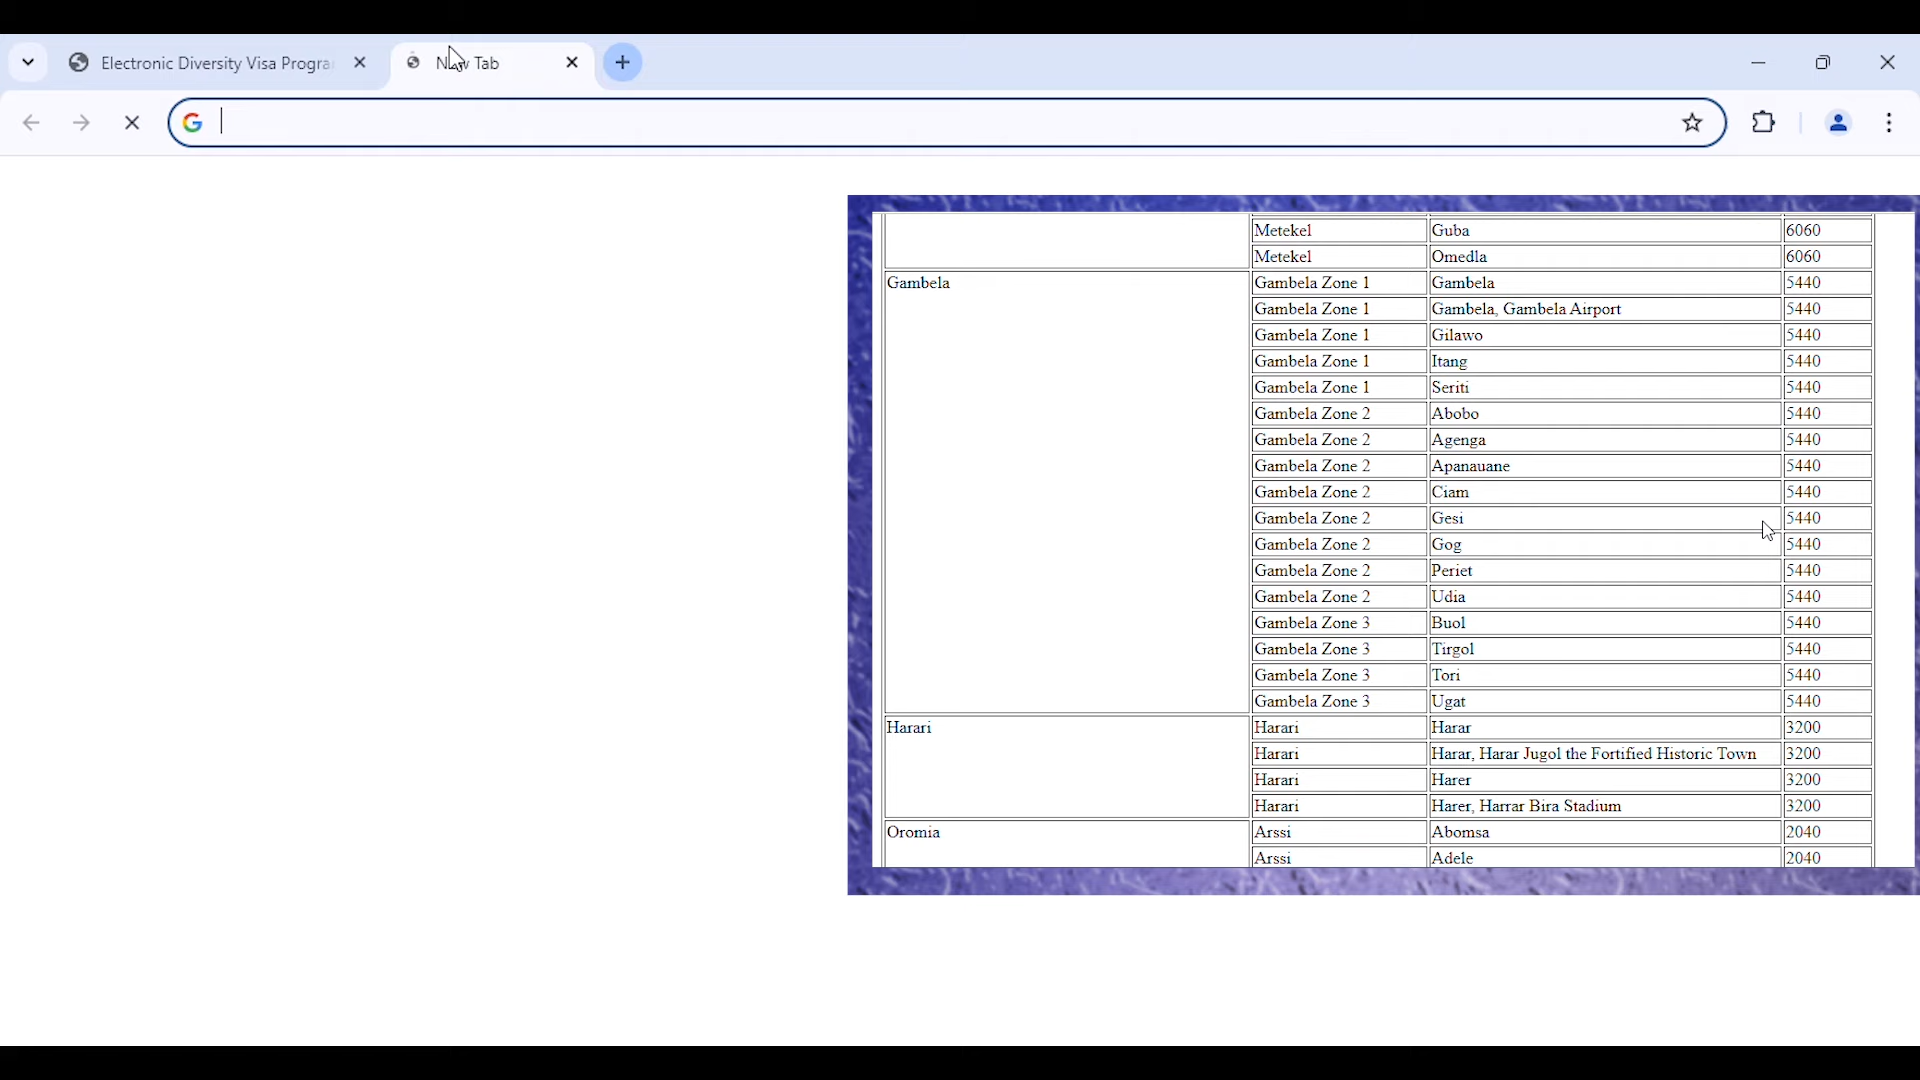 Electronic Diversity Visa Progra
New Tab
Metekel Guba 6060
Metekel Omedla 6060
Gambela Gambela Zone 1 Gambela 5440
Gambela Zone 1 Gambela, Gambela Airport 5440
Gambela Zone 1 Gilawo 5440
Gambela Zone 1 Itang 5440
Gambela Zone 1 Seriti 5440
Gambela Zone 2 Abobo 5440
Gambela Zone 2 Agenga 5440
Gambela Zone 2 Apanauane 5440
Gambela Zone 2 Ciam 5440
Gambela Zone 2 Gesi 5440
Gambela Zone 2 Gog 5440
Gambela Zone 2 Periet 5440
Gambela Zone 2 Udia 5440
Gambela Zone 3 Buol 5440
Gambela Zone 3 Tirgol 5440
Gambela Zone 3 Tori 5440
Gambela Zone 3 Ugat 5440
Harari Harari Harar 3200
Harari Harar, Harar Jugol the Fortified Historic Town 3200
Harari Harer 3200
Harari Harer, Harrar Bira Stadium 3200
Oromia Arssi Abomsa 2040
Arssi Adele 2040